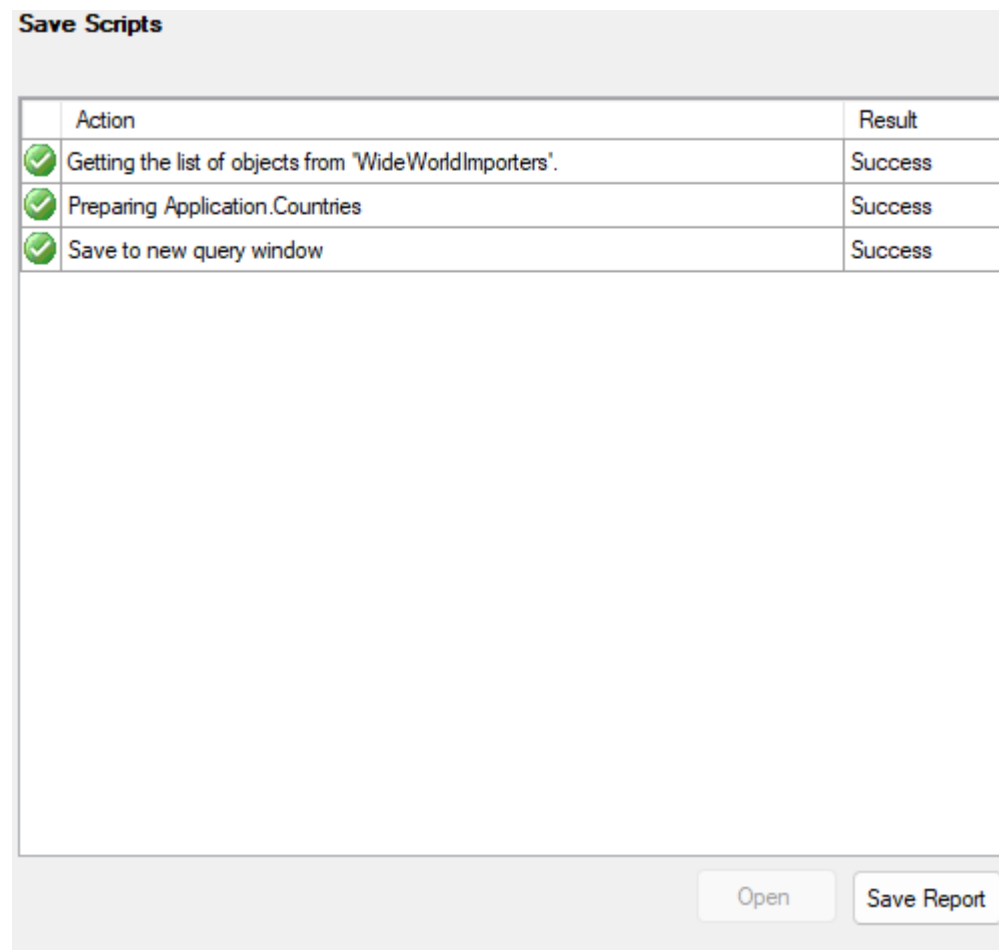 Save Scripts
Action Result
Getting the list of objects from 'WideWorldImporters'. Success
Preparing Application.Countries Success
Save to new query window Success
Open Save Report